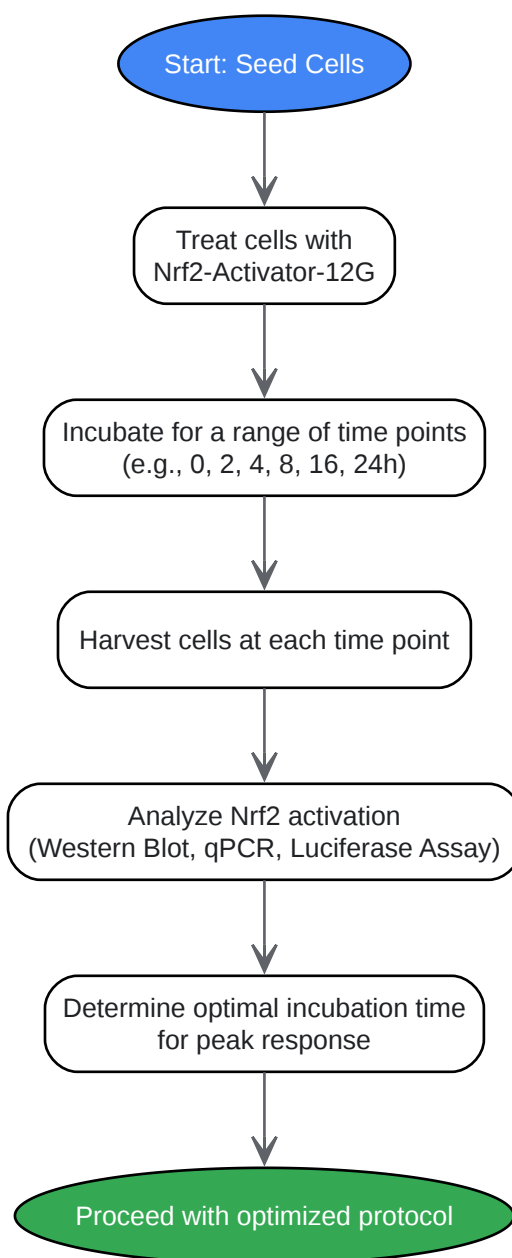 Start: Seed Cells
Treat cells with
Nrf2-Activator-12G
Incubate for a range of time points
(e.g., 0, 2, 4, 8, 16, 24h)
Harvest cells at each time point
Analyze Nrf2 activation
(Western Blot, qPCR, Luciferase Assay)
Determine optimal incubation time
for peak response
Proceed with optimized protocol